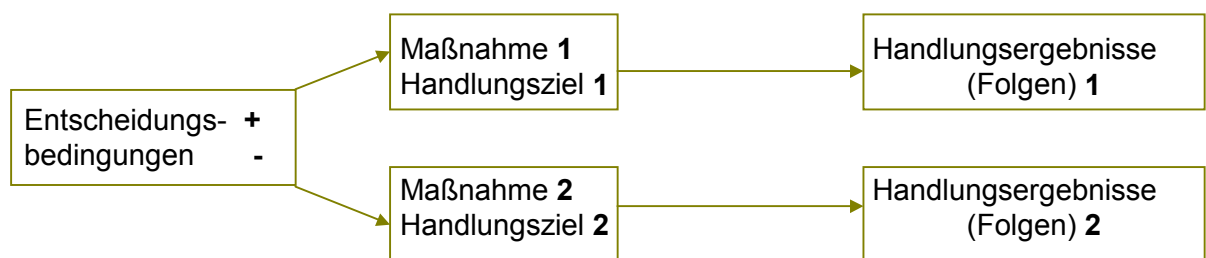 Entscheidungs- +
bedingungen -
Maßnahme 1
Handlungsziel 1
Handlungsergebnisse
(Folgen) 1
Maßnahme 2
Handlungsziel 2
Handlungsergebnisse
(Folgen) 2